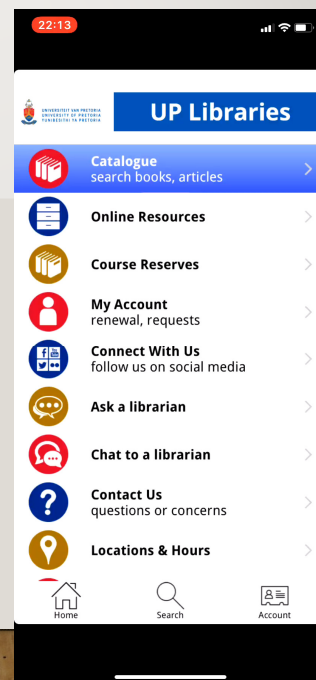 22:13
UNIVERSITEIT VAN PRETORIA
UNIVERSITY OF PRETORIA
YUNIBESITHI YA PRETORIA
UP Libraries
Catalogue
search books, articles
Online Resources
Course Reserves
My Account
renewal, requests
Connect With Us
follow us on social media
Ask a librarian
Chat to a librarian
Contact Us
questions or concerns
Locations & Hours
Home
Search
Account